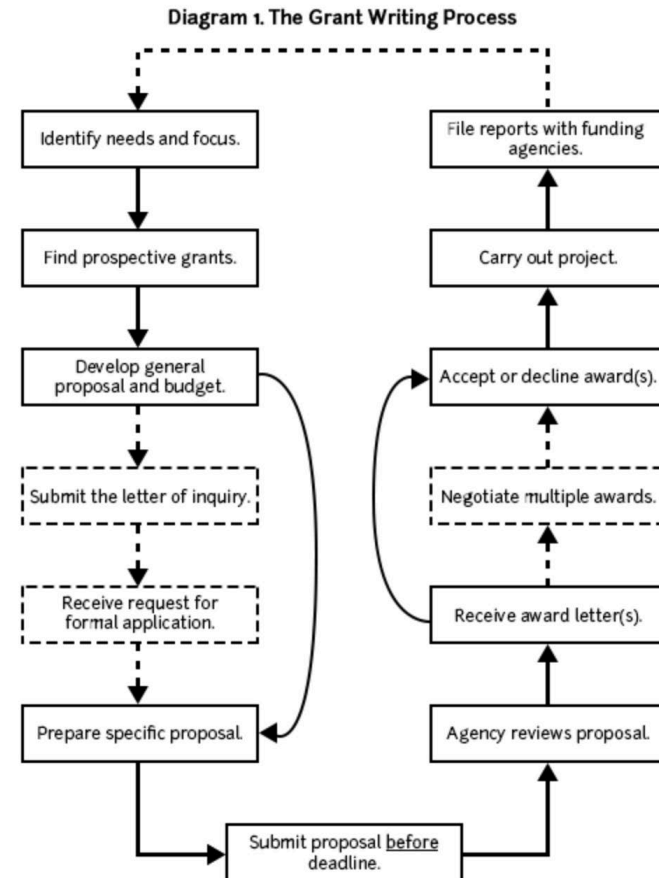 Diagram 1. The Grant Writing Process
Identify needs and focus.
Find prospective grants.
Develop general
proposal and budget.
Submit the letter of inquiry.
Receive request for
formal application.
Prepare specific proposal.
Submit proposal before
deadline.
Agency reviews proposal.
Receive award letter(s).
Negotiate multiple awards.
Accept or decline award(s).
Carry out project.
File reports with funding
agencies.